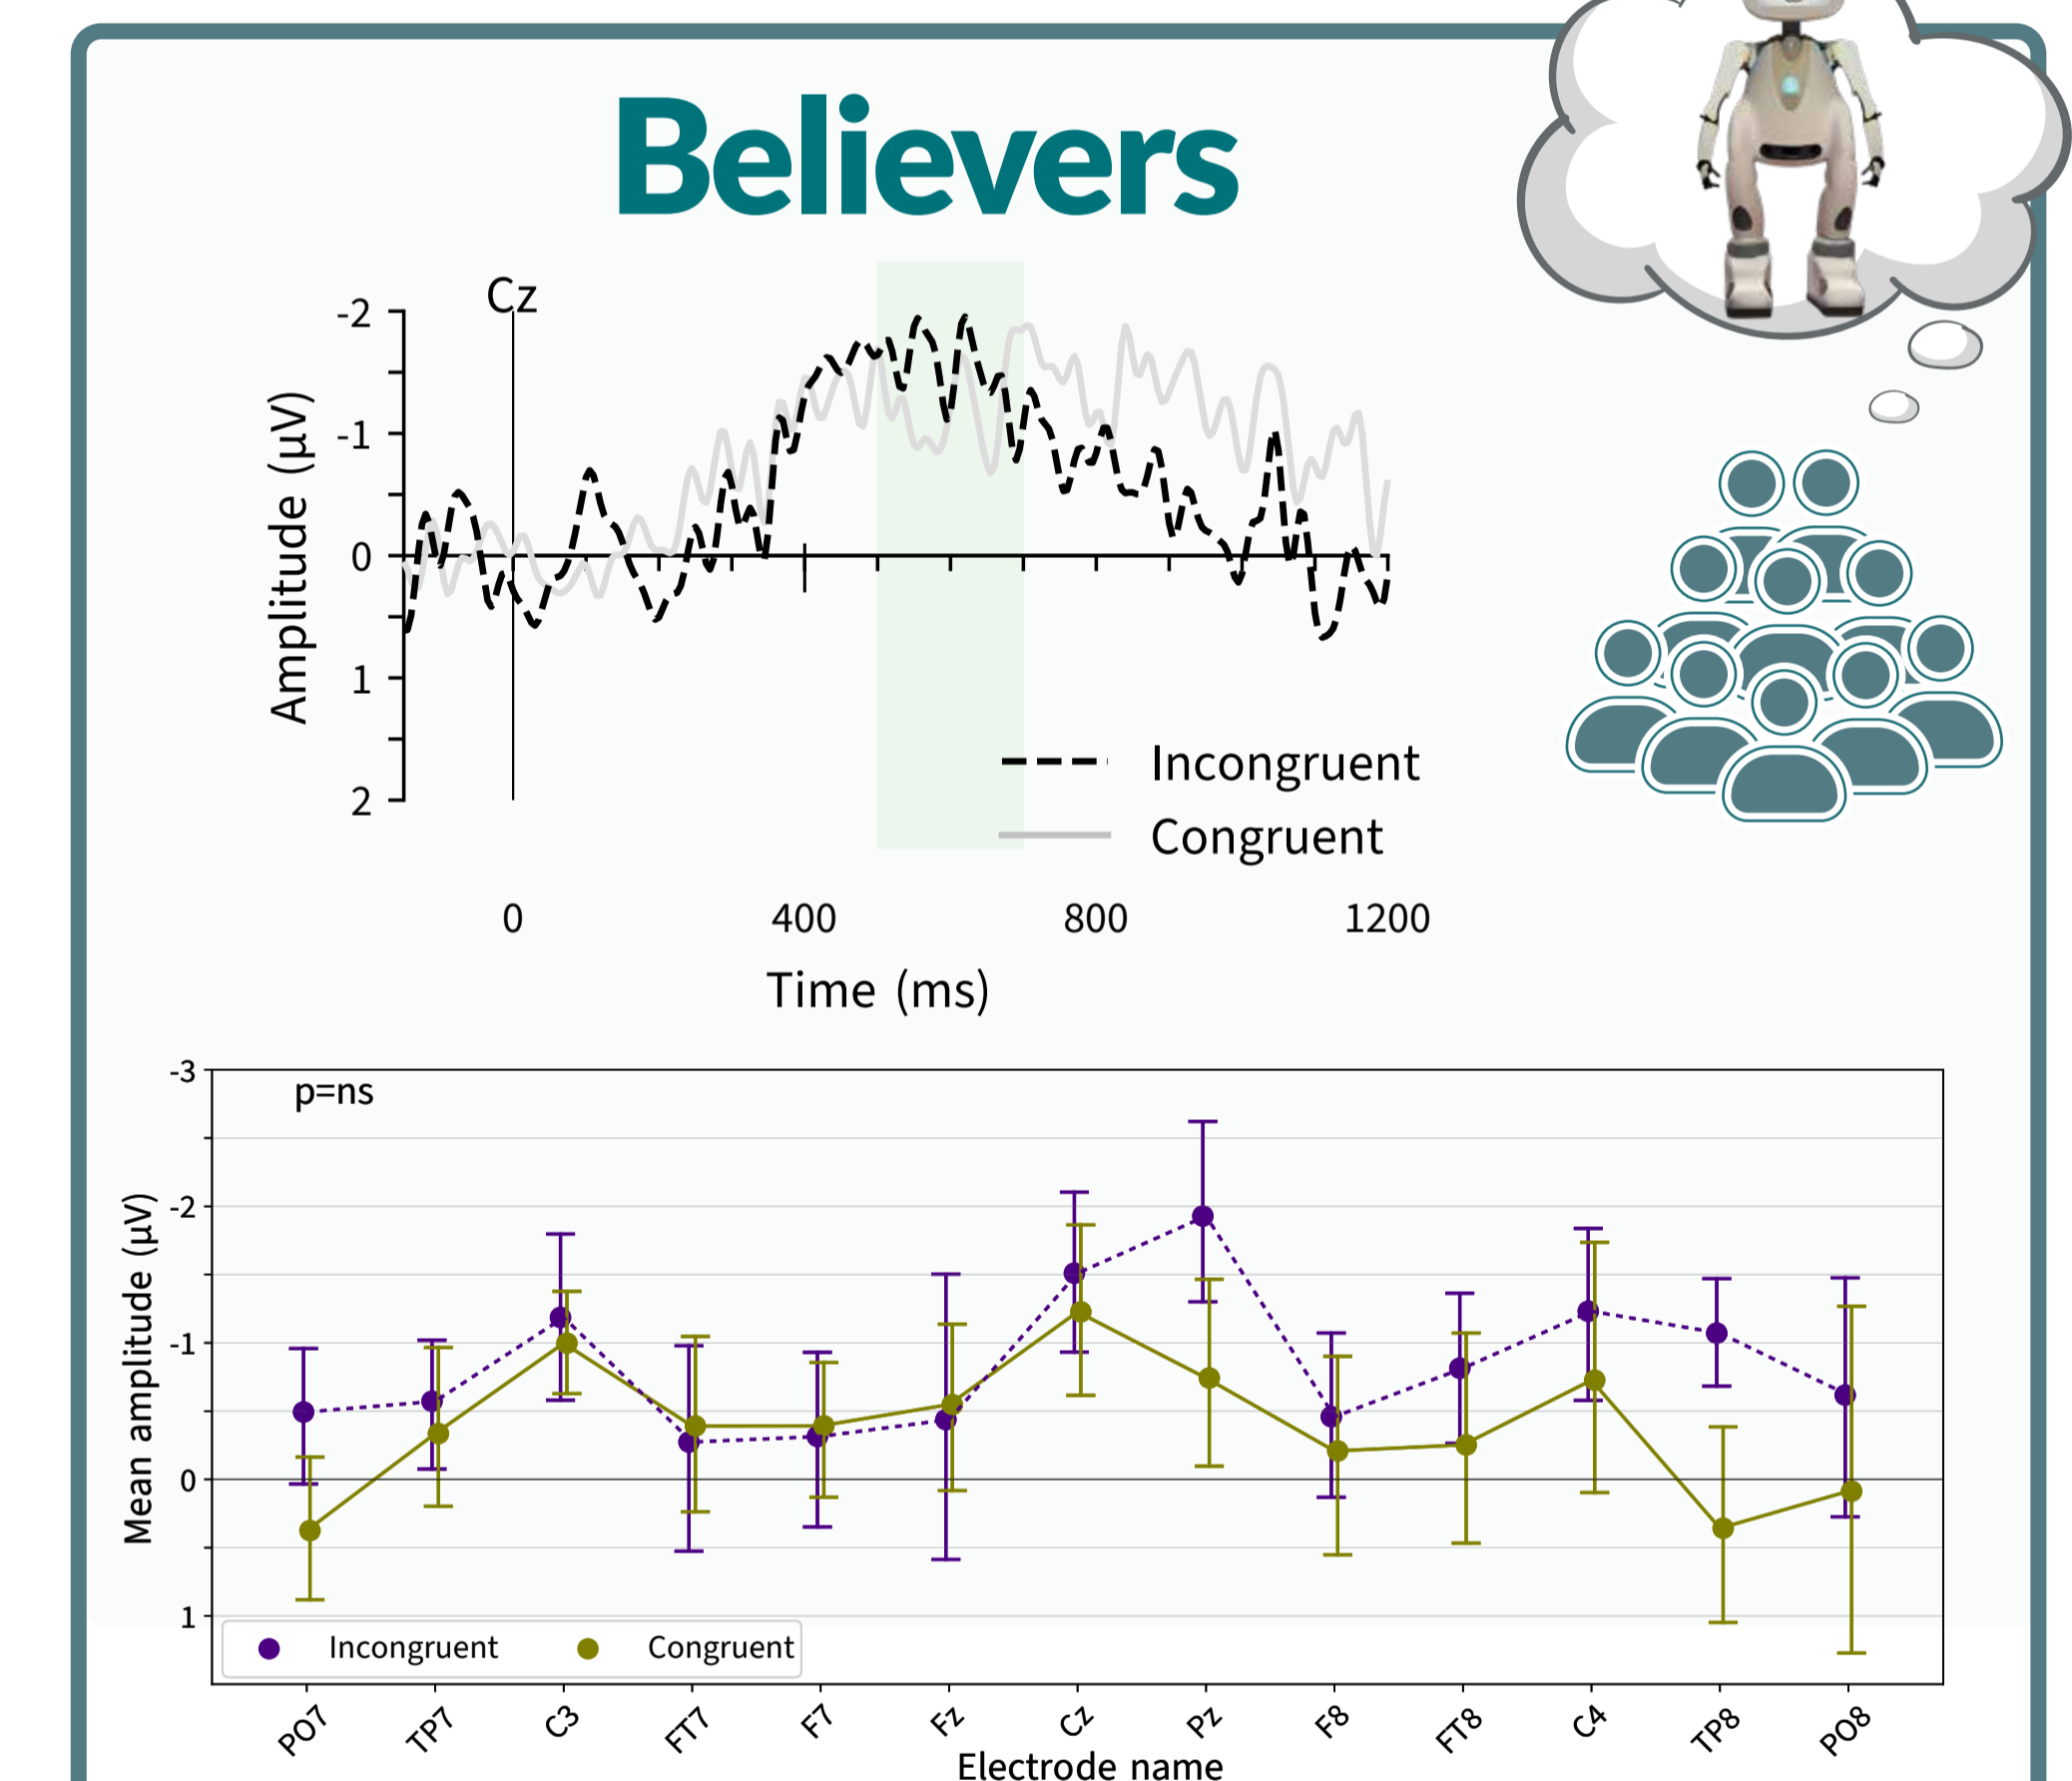 Believers
Cz
-2
-1
0
1
2
Amplitude (µV)
Incongruent
Congruent
0 400 800 1200
Time (ms)
-3
-2
-1
0
1
Mean amplitude (µV)
p=ns
Incongruent Congruent
PO7 TP7 C3 FT7 F7 Fz Cz Pz F8 FT8 C4 TP8 PO8
Electrode name